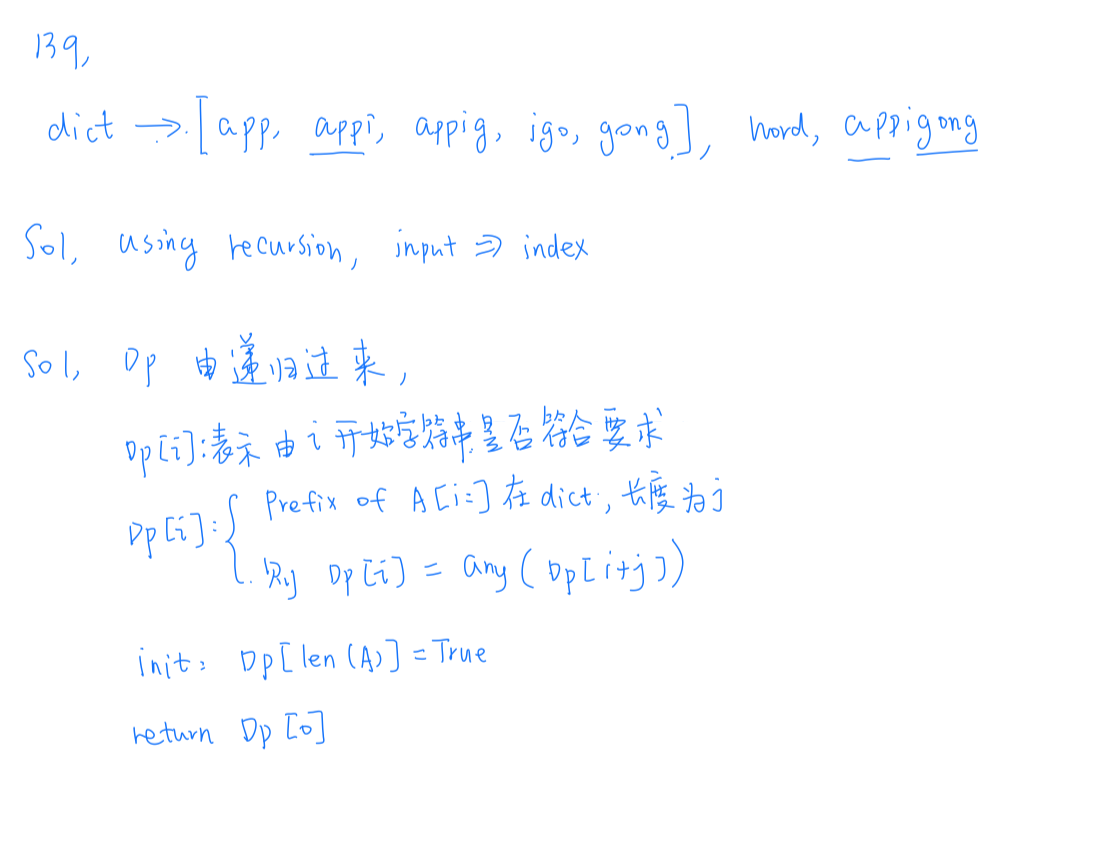 139,
dict → [app, appi, appig, igo, gong], word, appigong
Sol, using recursion, input ⇒ index
Sol, Dp 由递归过来,
Dp[i]:表示由i开始字符串是否符合要求
Dp[i]:{ Prefix of A[i:] 在 dict, 长度为j
则 Dp[i] = any(Dp[i+j])
init: Dp[len(A)]=True
return Dp[0]